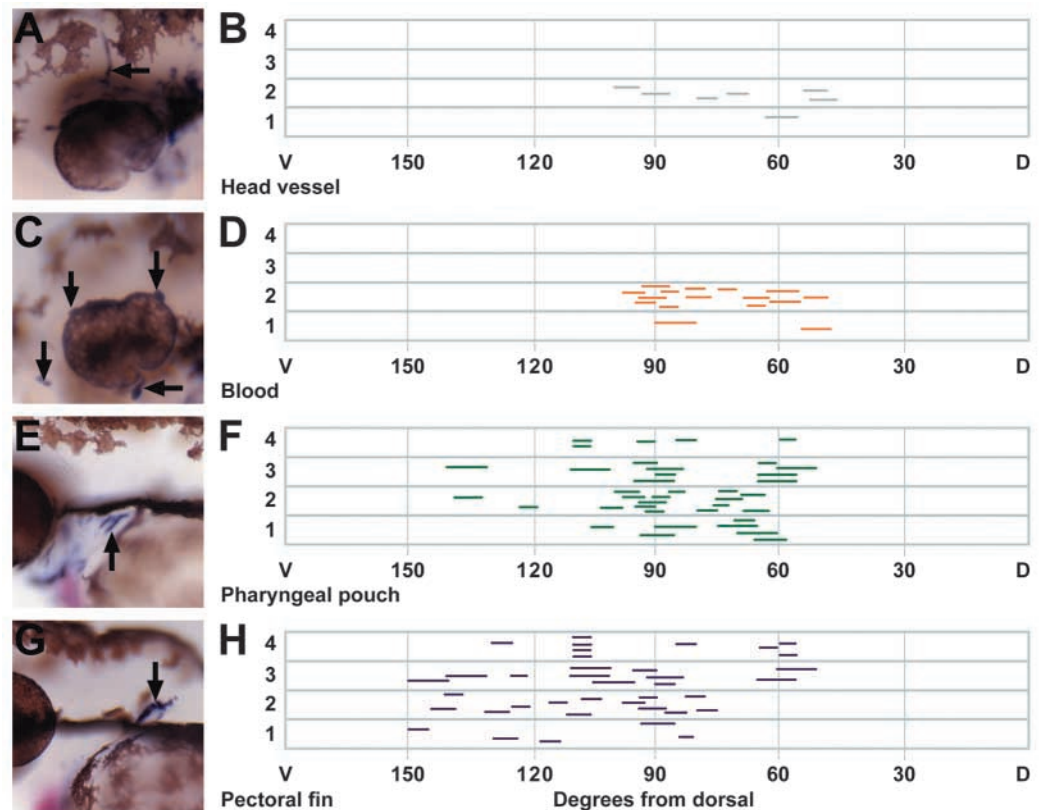 A
B
4
3
2
1
V 150 120 90 60 30 D
Head vessel
C
D
4
3
2
1
V 150 120 90 60 30 D
Blood
E
F
4
3
2
1
V 150 120 90 60 30 D
Pharyngeal pouch
G
H
4
3
2
1
V 150 120 90 60 30 D
Pectoral fin Degrees from dorsal